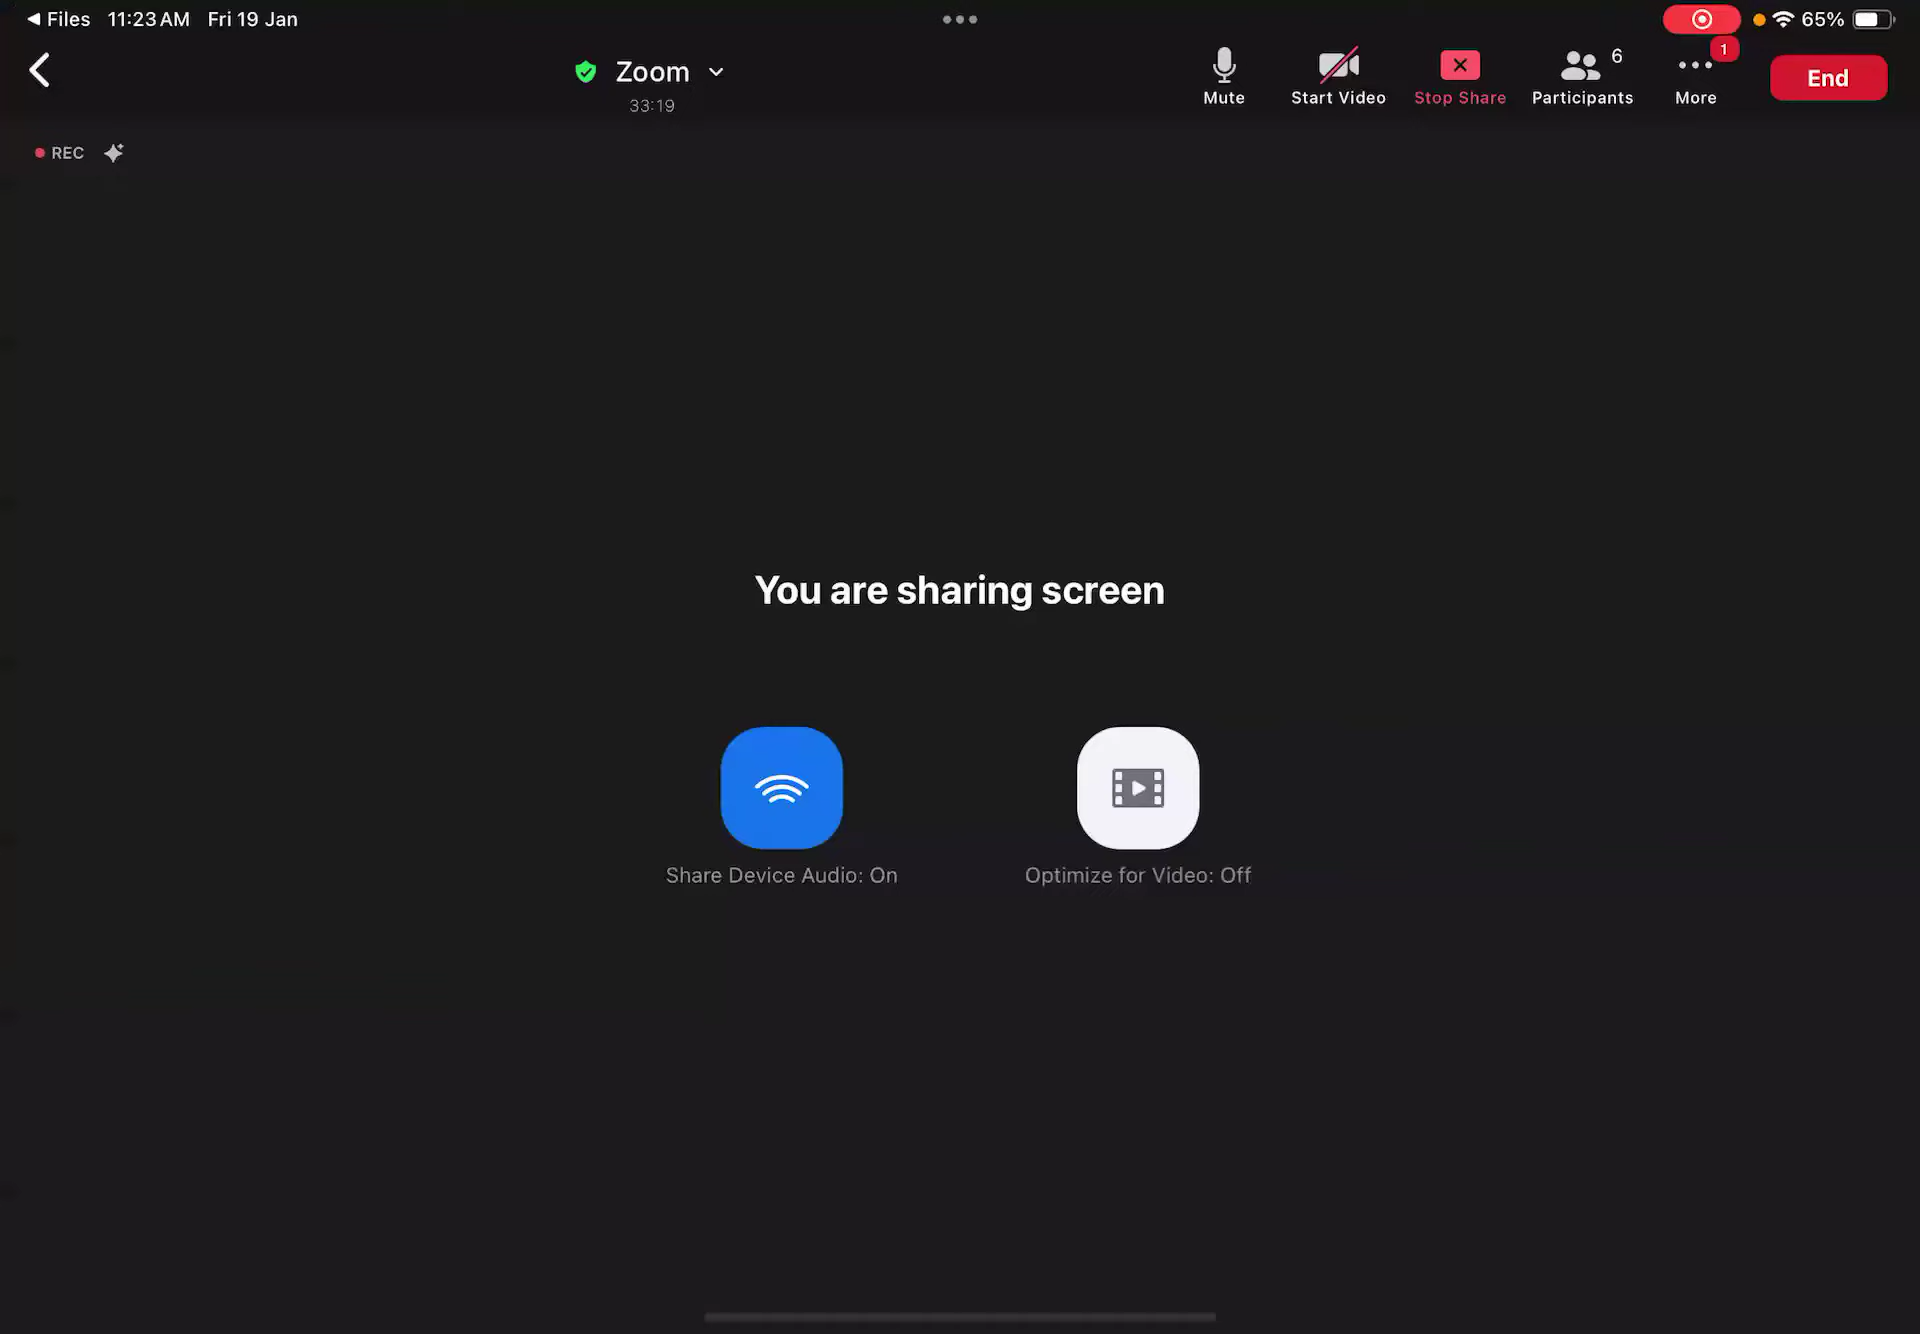 Files 11:23 AM Fri 19 Jan
65%
Zoom
33:19
Mute
Start Video
Stop Share
6
Participants
1
More
End
REC
You are sharing screen
Share Device Audio: On
Optimize for Video: Off